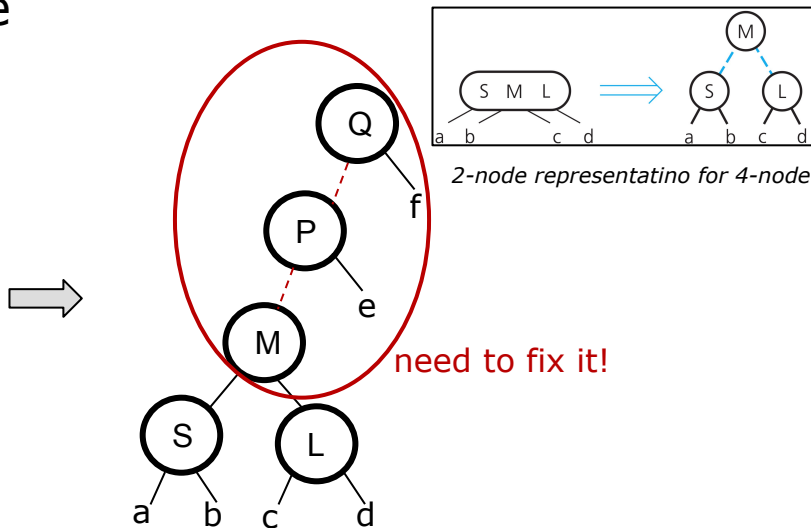 e
M
S M L
S
L
a b c d
a b c d
2-node representatino for 4-node
Q
f
P
e
M
need to fix it!
S
L
a b c d